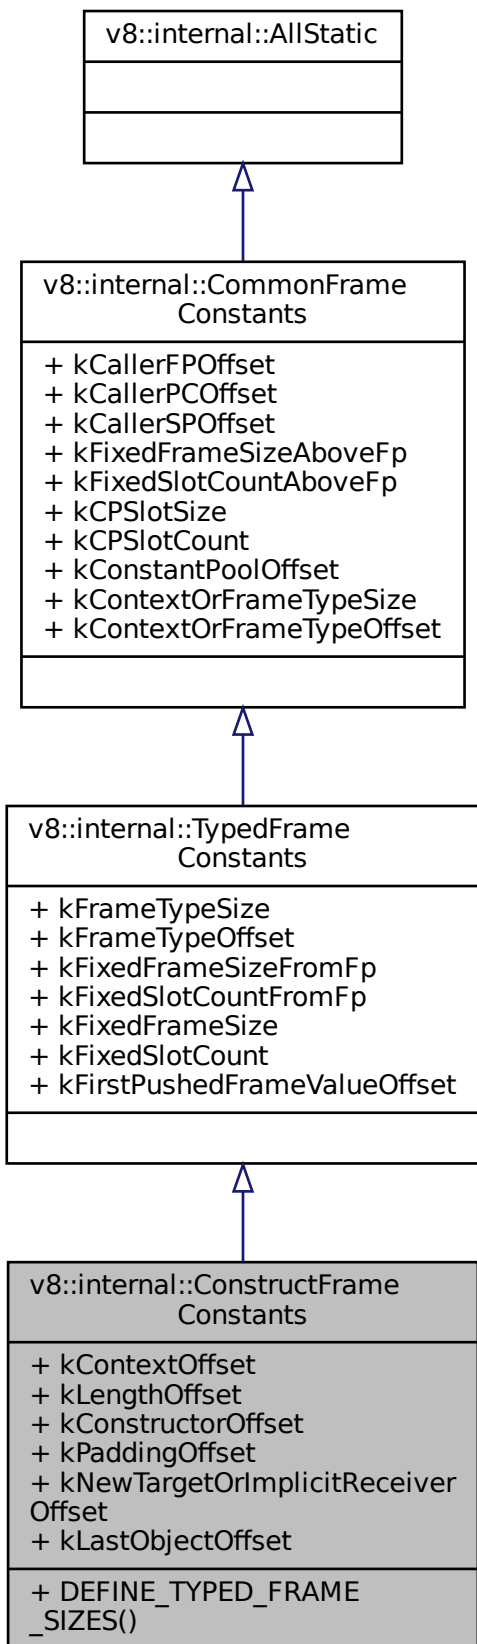 v8::internal::AllStatic
v8::internal::CommonFrame
Constants
+ kCallerFPOffset
+ kCallerPCOffset
+ kCallerSPOffset
+ kFixedFrameSizeAboveFp
+ kFixedSlotCountAboveFp
+ kCPSlotSize
+ kCPSlotCount
+ kConstantPoolOffset
+ kContextOrFrameTypeSize
+ kContextOrFrameTypeOffset
v8::internal::TypedFrame
Constants
+ kFrameTypeSize
+ kFrameTypeOffset
+ kFixedFrameSizeFromFp
+ kFixedSlotCountFromFp
+ kFixedFrameSize
+ kFixedSlotCount
+ kFirstPushedFrameValueOffset
v8::internal::ConstructFrame
Constants
+ kContextOffset
+ kLengthOffset
+ kConstructorOffset
+ kPaddingOffset
+ kNewTargetOrImplicitReceiver
Offset
+ kLastObjectOffset
+ DEFINE_TYPED_FRAME
_SIZES()